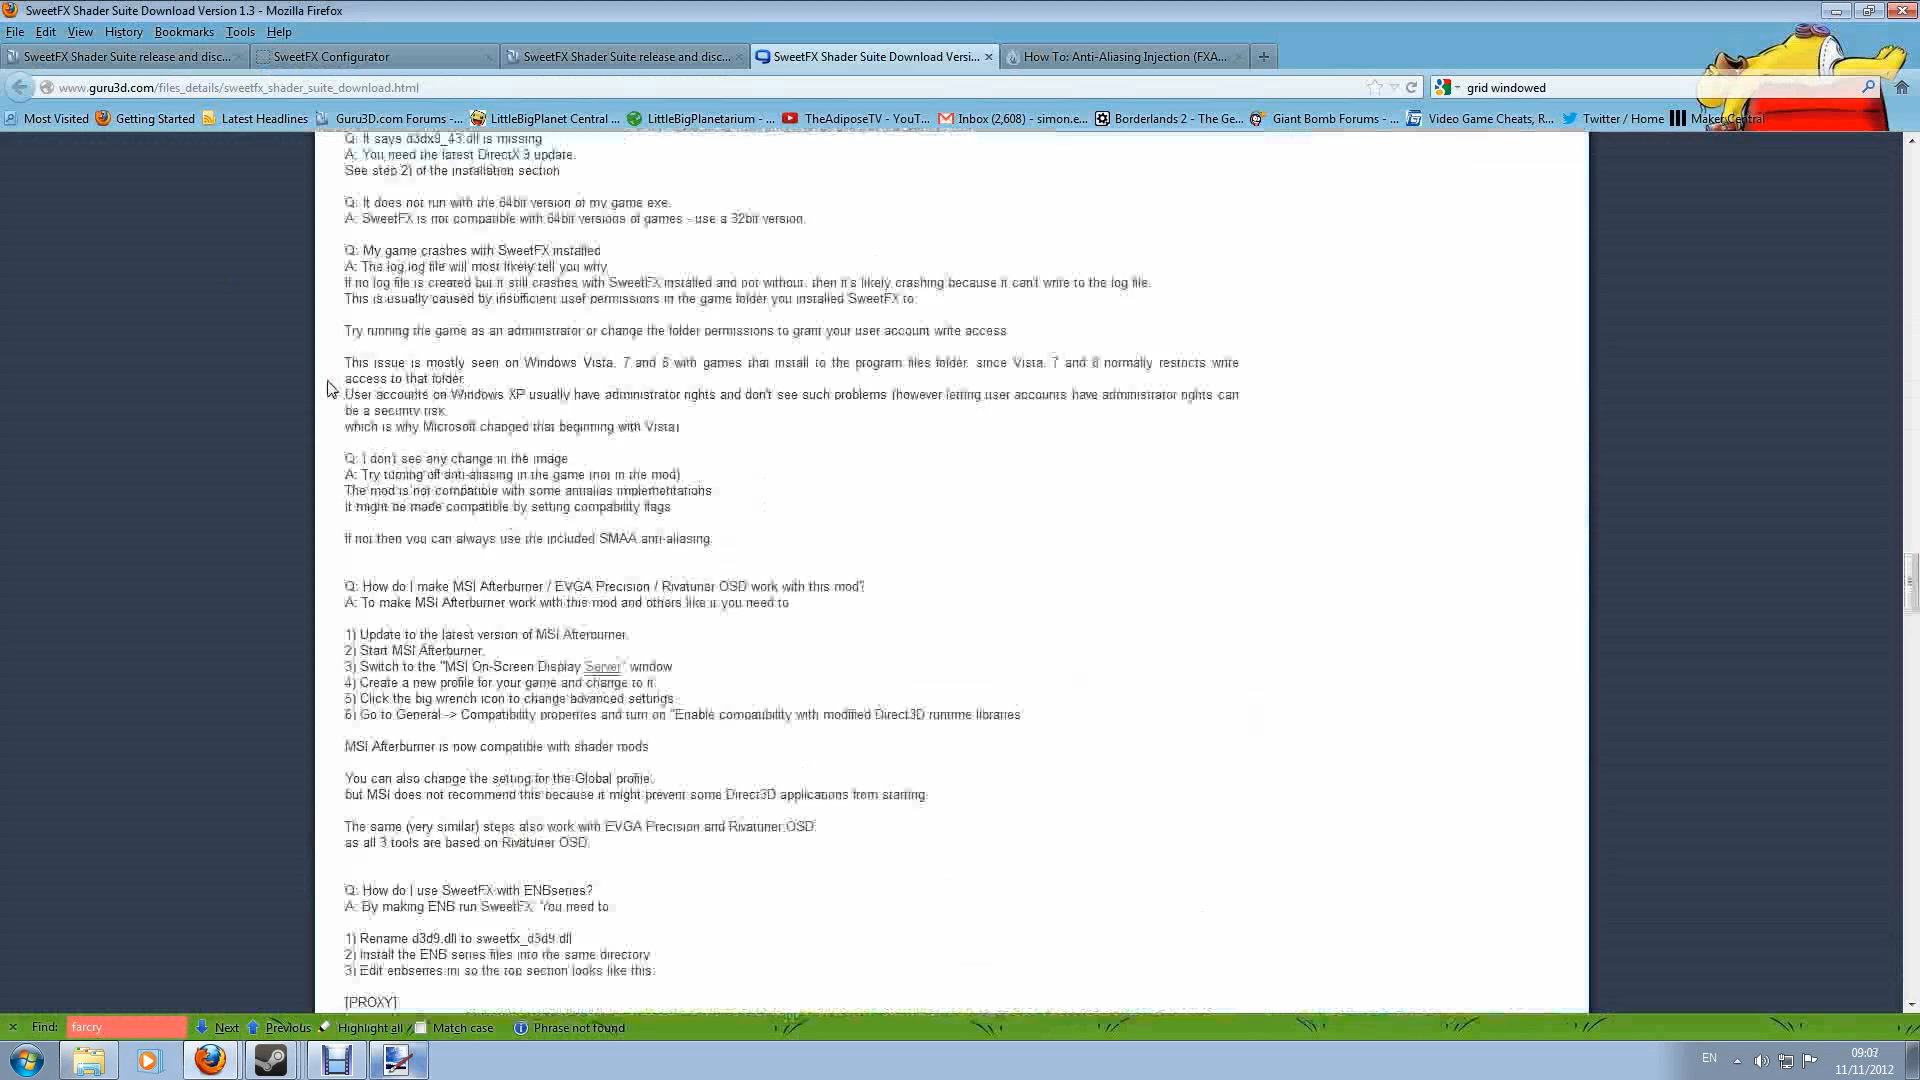 SweetFX Shader Suite Download Version 1.3 - Mozilla Firefox
File Edit View History Bookmarks Tools Help
SweetFX Shader Suite release and disc... SweetFX Configurator SweetFX Shader Suite release and disc... SweetFX Shader Suite Download Versi... How To: Anti-Aliasing Injection (FXA...
www.guru3d.com/files_details/sweetfx_shader_suite_download.html grid windowed
Most Visited Getting Started Latest Headlines Guru3D.com Forums -... LittleBigPlanet Central ... LittleBigPlanetarium - ... TheAdiposeTV - YouT... Inbox (2,608) - simon.e... Borderlands 2 - The Ge... Giant Bomb Forums - ... Video Game Cheats, R... Twitter / Home Maker Central
Q: It says d3dx9_43.dll is missing
A: You need the latest DirectX 9 update.
See step 2) of the installation section
Q: It does not run with the 64bit version of my game exe.
A: SweetFX is not compatible with 64bit versions of games - use a 32bit version.
Q: My game crashes with SweetFX installed
A: The log.log file will most likely tell you why
If no log file is created but it still crashes with SweetFX installed and not without, then it's likely crashing because it can't write to the log file.
This is usually caused by insufficient user permissions in the game folder you installed SweetFX to.
Try running the game as an administrator or change the folder permissions to grant your user account write access
This issue is mostly seen on Windows Vista, 7 and 8 with games that install to the program files folder, since Vista, 7 and 8 normally restricts write
access to that folder.
User accounts on Windows XP usually have administrator rights and don't see such problems (however letting user accounts have administrator rights can
be a security risk,
which is why Microsoft changed that beginning with Vista)
Q: I don't see any change in the image
A: Try turning off anti-aliasing in the game (not in the mod)
The mod is not compatible with some antialias implementations
It might be made compatible by setting compability flags
If not then you can always use the included SMAA anti-aliasing.
Q: How do I make MSI Afterburner / EVGA Precision / Rivatuner OSD work with this mod?
A: To make MSI Afterburner work with this mod and others like it you need to
1) Update to the latest version of MSI Afterburner.
2) Start MSI Afterburner.
3) Switch to the "MSI On-Screen Display Server" window
4) Create a new profile for your game and change to it.
5) Click the big wrench icon to change advanced settings
6) Go to General -> Compatibility properties and turn on "Enable compatibility with modified Direct3D runtime libraries
MSI Afterburner is now compatible with shader mods
You can also change the setting for the Global profile,
but MSI does not recommend this because it might prevent some Direct3D applications from starting
The same (very similar) steps also work with EVGA Precision and Rivatuner OSD.
as all 3 tools are based on Rivatuner OSD.
Q: How do I use SweetFX with ENBseries?
A: By making ENB run SweetFX. You need to
1) Rename d3d9.dll to sweetfx_d3d9.dll
2) Install the ENB series files into the same directory
3) Edit enbseries.ini so the top section looks like this:
[PROXY]
Find: farcry Next Previous Highlight all Match case Phrase not found
EN 09:07
11/11/2012